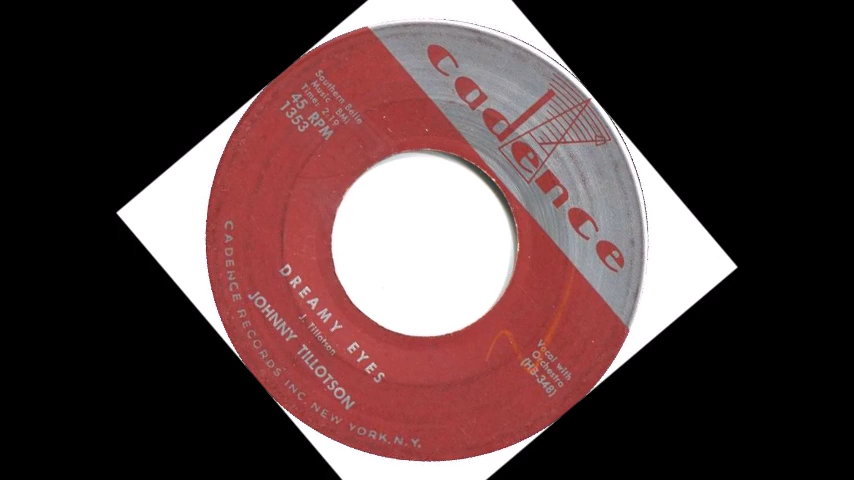 cadence
Southern Belle
Music - BMI
Time: 2:19
45 RPM
1353
Vocal with
Orchestra
(HB-348)
DREAMY EYES
J. Tillotson
JOHNNY TILLOTSON
CADENCE RECORDS INC. NEW YORK, N.Y.